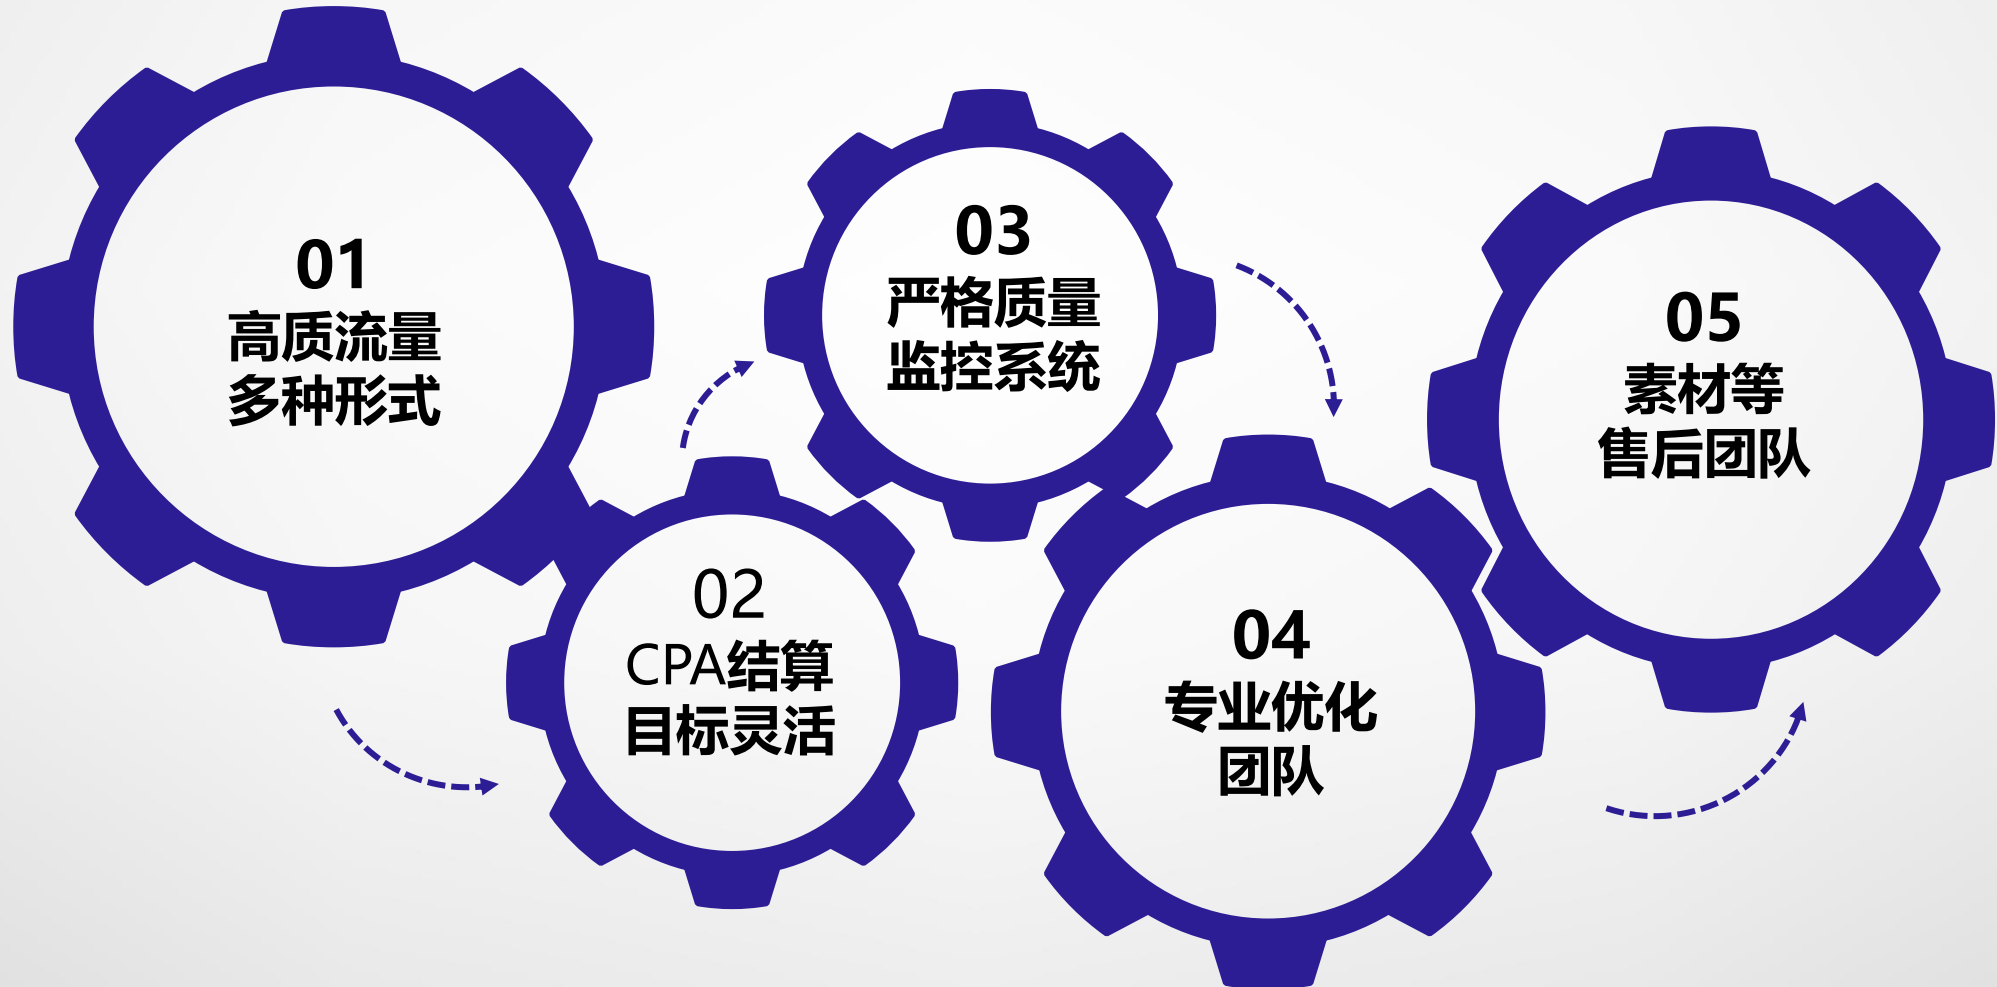 01
高质流量
多种形式
02
CPA结算
目标灵活
03
严格质量
监控系统
04
专业优化
团队
05
素材等
售后团队